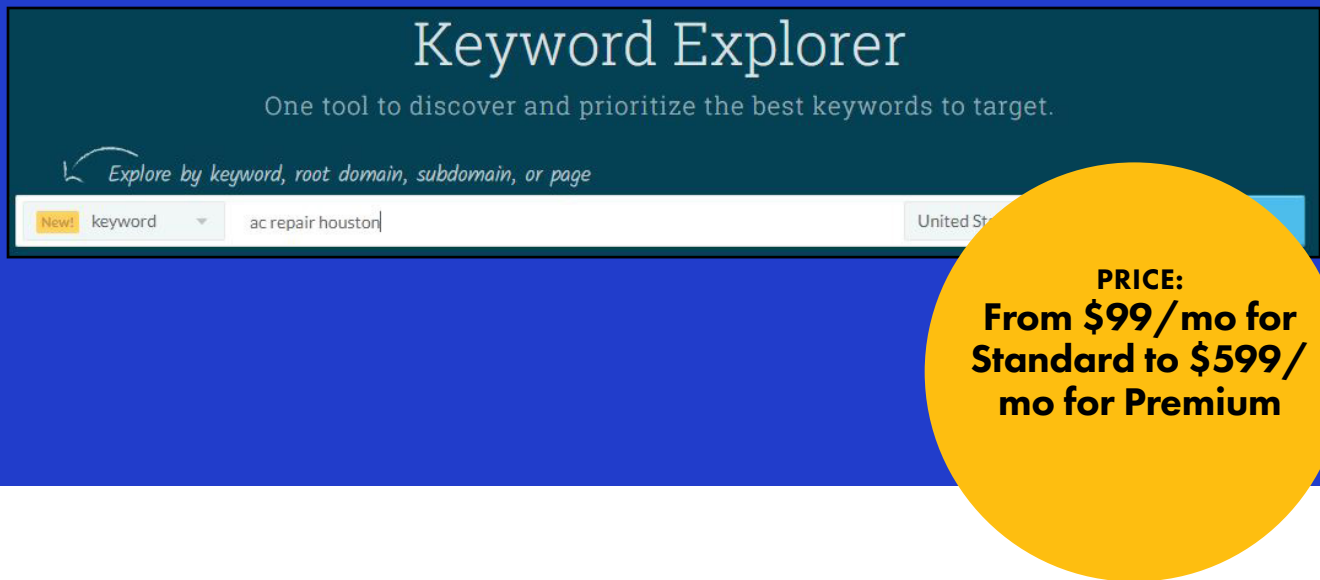 Keyword Explorer
One tool to discover and prioritize the best keywords to target.
Explore by keyword, root domain, subdomain, or page
New! keyword ac repair houston United
PRICE:
From $99/mo for
Standard to $599/
mo for Premium